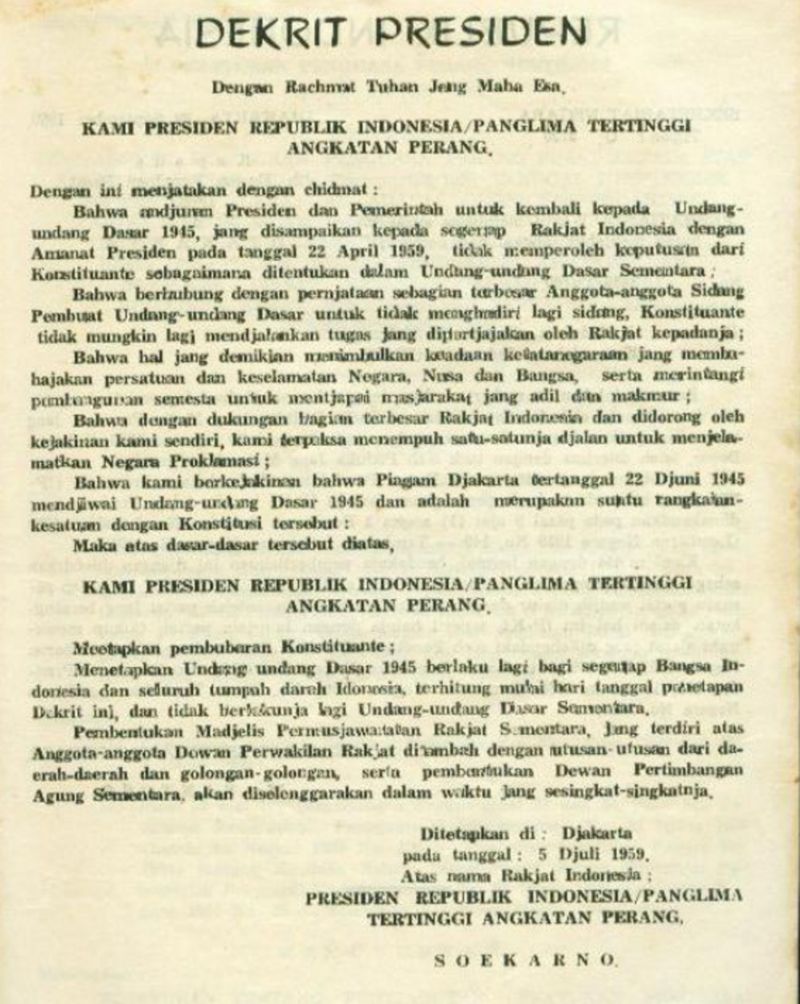 DEKRIT PRESIDEN
Dengan Rachmat Tuhan Jang Maha Esa,
KAMI PRESIDEN REPUBLIK INDONESIA/PANGLIMA TERTINGGI
ANGKATAN PERANG,
Dengan ini menjatakan dengan chidmat :
Bahwa andjuran Presiden dan Pemerintah untuk kembali kepada Undang-
undang Dasar 1945, jang disampaikan kepada segenap Rakjat Indonesia dengan
Amanat Presiden pada tanggal 22 April 1959, tidak memperoleh keputusan dari
Konstituante sebagaimana ditentukan dalam Undang-undang Dasar Sementara ;
Bahwa berhubung dengan pernjataan sebagian terbesar Anggota-anggota Sidang
Pembuat Undang-undang Dasar untuk tidak menghadiri lagi sidang, Konstituante
tidak mungkin lagi mendjalankan tugas jang dipertjajakan oleh Rakjat kepadanja ;
Bahwa hal jang demikian menimbulkan keadaan ketatanegaraan jang memba-
hajakan persatuan dan keselamatan Negara, Nusa dan Bangsa, serta merintangi
pembangunan semesta untuk mentjapai masjarakat jang adil dan makmur ;
Bahwa dengan dukungan bagian terbesar Rakjat Indonesia dan didorong oleh
kejakinan kami sendiri, kami terpaksa menempuh satu-satunja djalan untuk menjela-
matkan Negara Proklamasi ;
Bahwa kami berkejakinan bahwa Piagam Djakarta tertanggal 22 Djuni 1945
mendjiwai Undang-undang Dasar 1945 dan adalah merupakan suatu rangkaian-
kesatuan dengan Konstitusi tersebut :
Maka atas dasar-dasar tersebut diatas,
KAMI PRESIDEN REPUBLIK INDONESIA/PANGLIMA TERTINGGI
ANGKATAN PERANG,
Menetapkan pembubaran Konstituante ;
Menetapkan Undang undang Dasar 1945 berlaku lagi bagi segenap Bangsa In-
donesia dan seluruh tumpah darah Idonesia, terhitung mulai hari tanggal penetapan
Dekrit ini, dan tidak berlakunja lagi Undang-undang Dasar Sementara.
Pembentukan Madjelis Permusjawaratan Rakjat Sementara, jang terdiri atas
Anggota-anggota Dewan Perwakilan Rakjat ditambah dengan utusan-utusan dari da-
erah-daerah dan golongan-golongan, serta pembentukan Dewan Pertimbangan
Agung Sementara, akan diselenggarakan dalam waktu jang sesingkat-singkatnja.
Ditetapkan di : Djakarta
pada tanggal : 5 Djuli 1959.
Atas nama Rakjat Indonesia ;
PRESIDEN REPUBLIK INDONESIA/PANGLIMA
TERTINGGI ANGKATAN PERANG.
S O E K A R N O.